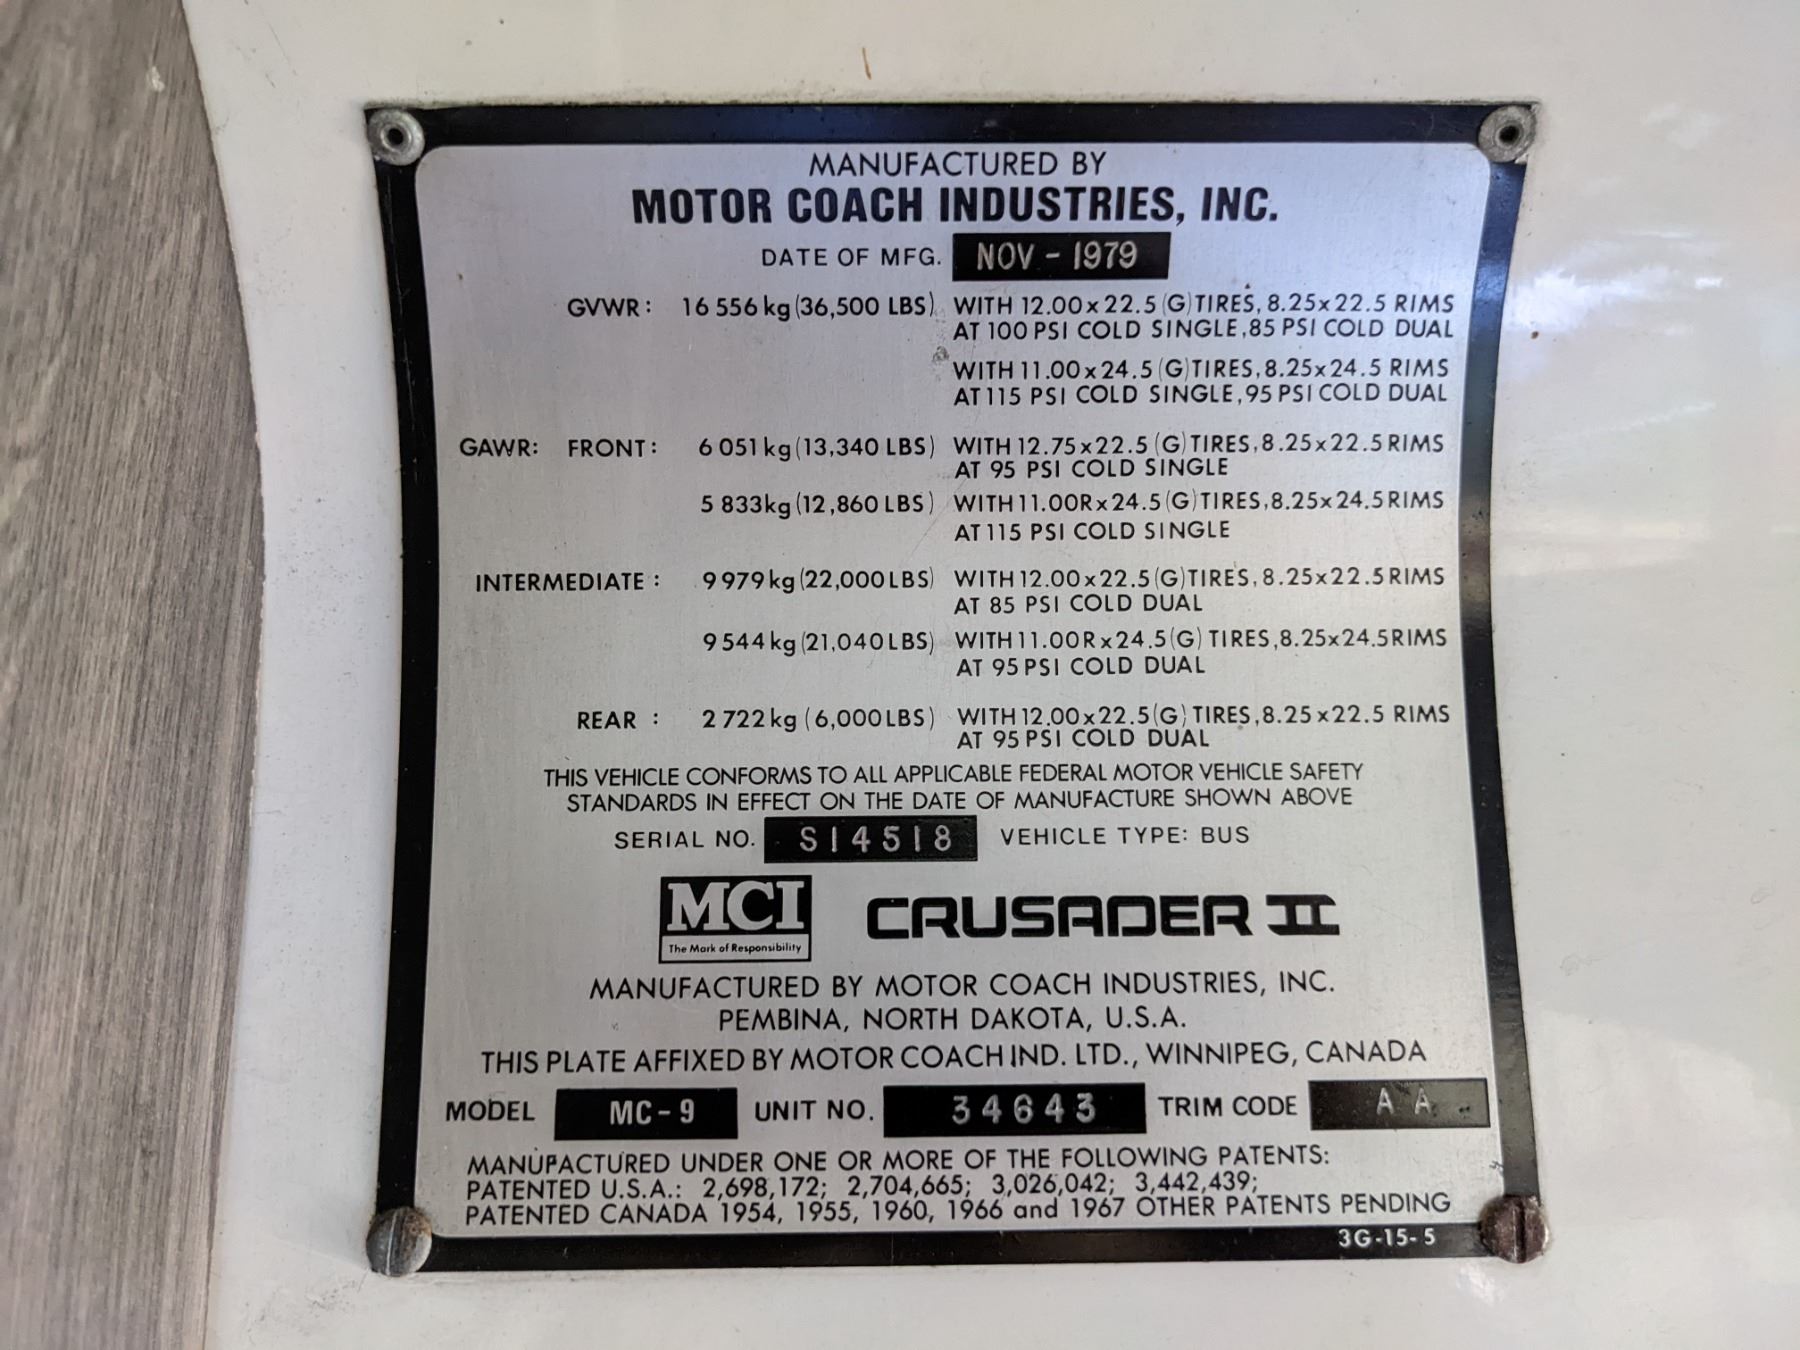 MANUFACTURED BY
MOTOR COACH INDUSTRIES, INC.
DATE OF MFG. NOV - 1979
GVWR: 16 556 kg (36,500 LBS) WITH 12.00x22.5 (G) TIRES, 8.25x22.5 RIMS
AT 100 PSI COLD SINGLE, 85 PSI COLD DUAL
WITH 11.00x24.5 (G) TIRES, 8.25x24.5 RIMS
AT 115 PSI COLD SINGLE, 95 PSI COLD DUAL
GAWR: FRONT: 6 051 kg (13,340 LBS) WITH 12.75x22.5 (G) TIRES, 8.25x22.5 RIMS
AT 95 PSI COLD SINGLE
5 833 kg (12,860 LBS) WITH 11.00Rx24.5 (G) TIRES, 8.25x24.5 RIMS
AT 115 PSI COLD SINGLE
INTERMEDIATE: 9 979 kg (22,000 LBS) WITH 12.00x22.5 (G) TIRES, 8.25x22.5 RIMS
AT 85 PSI COLD DUAL
9 544 kg (21,040 LBS) WITH 11.00Rx24.5 (G) TIRES, 8.25x24.5 RIMS
AT 95 PSI COLD DUAL
REAR: 2 722 kg (6,000 LBS) WITH 12.00x22.5 (G) TIRES, 8.25x22.5 RIMS
AT 95 PSI COLD DUAL
THIS VEHICLE CONFORMS TO ALL APPLICABLE FEDERAL MOTOR VEHICLE SAFETY
STANDARDS IN EFFECT ON THE DATE OF MANUFACTURE SHOWN ABOVE
SERIAL NO. S14518 VEHICLE TYPE: BUS
MCI CRUSADER II
The Mark of Responsibility
MANUFACTURED BY MOTOR COACH INDUSTRIES, INC.
PEMBINA, NORTH DAKOTA, U.S.A.
THIS PLATE AFFIXED BY MOTOR COACH IND. LTD., WINNIPEG, CANADA
MODEL MC-9 UNIT NO. 34643 TRIM CODE AA
MANUFACTURED UNDER ONE OR MORE OF THE FOLLOWING PATENTS:
PATENTED U.S.A.: 2,698,172; 2,704,665; 3,026,042; 3,442,439;
PATENTED CANADA 1954, 1955, 1960, 1966 and 1967 OTHER PATENTS PENDING
3G-15-5